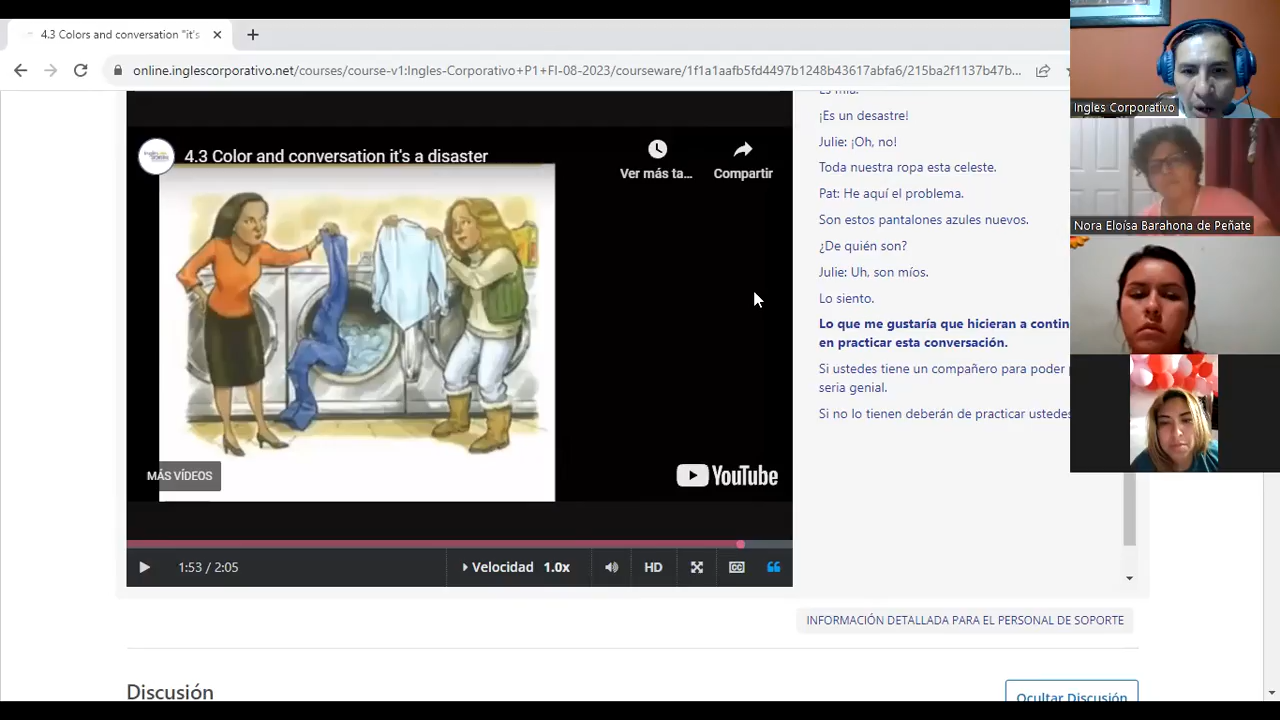 4.3 Colors and conversation "it's
online.inglescorporativo.net/courses/course-v1:Ingles-Corporativo+P1+FI-08-2023/courseware/1f1a1aafb5fd4497b1248b43617abfa6/215ba2f1137b47b...
Ingles Corporativo
Nora Eloísa Barahona de Peñate
4.3 Color and conversation it's a disaster
Ver más ta...
Compartir
MÁS VÍDEOS
YouTube
1:53 / 2:05
Velocidad 1.0x
HD
Es mía.
¡Es un desastre!
Julie: ¡Oh, no!
Toda nuestra ropa esta celeste.
Pat: He aquí el problema.
Son estos pantalones azules nuevos.
¿De quién son?
Julie: Uh, son míos.
Lo siento.
Lo que me gustaría que hicieran a contin
en practicar esta conversación.
Si ustedes tiene un compañero para poder
seria genial.
Si no lo tienen deberán de practicar ustedes
INFORMACIÓN DETALLADA PARA EL PERSONAL DE SOPORTE
Discusión
Ocultar Discusión